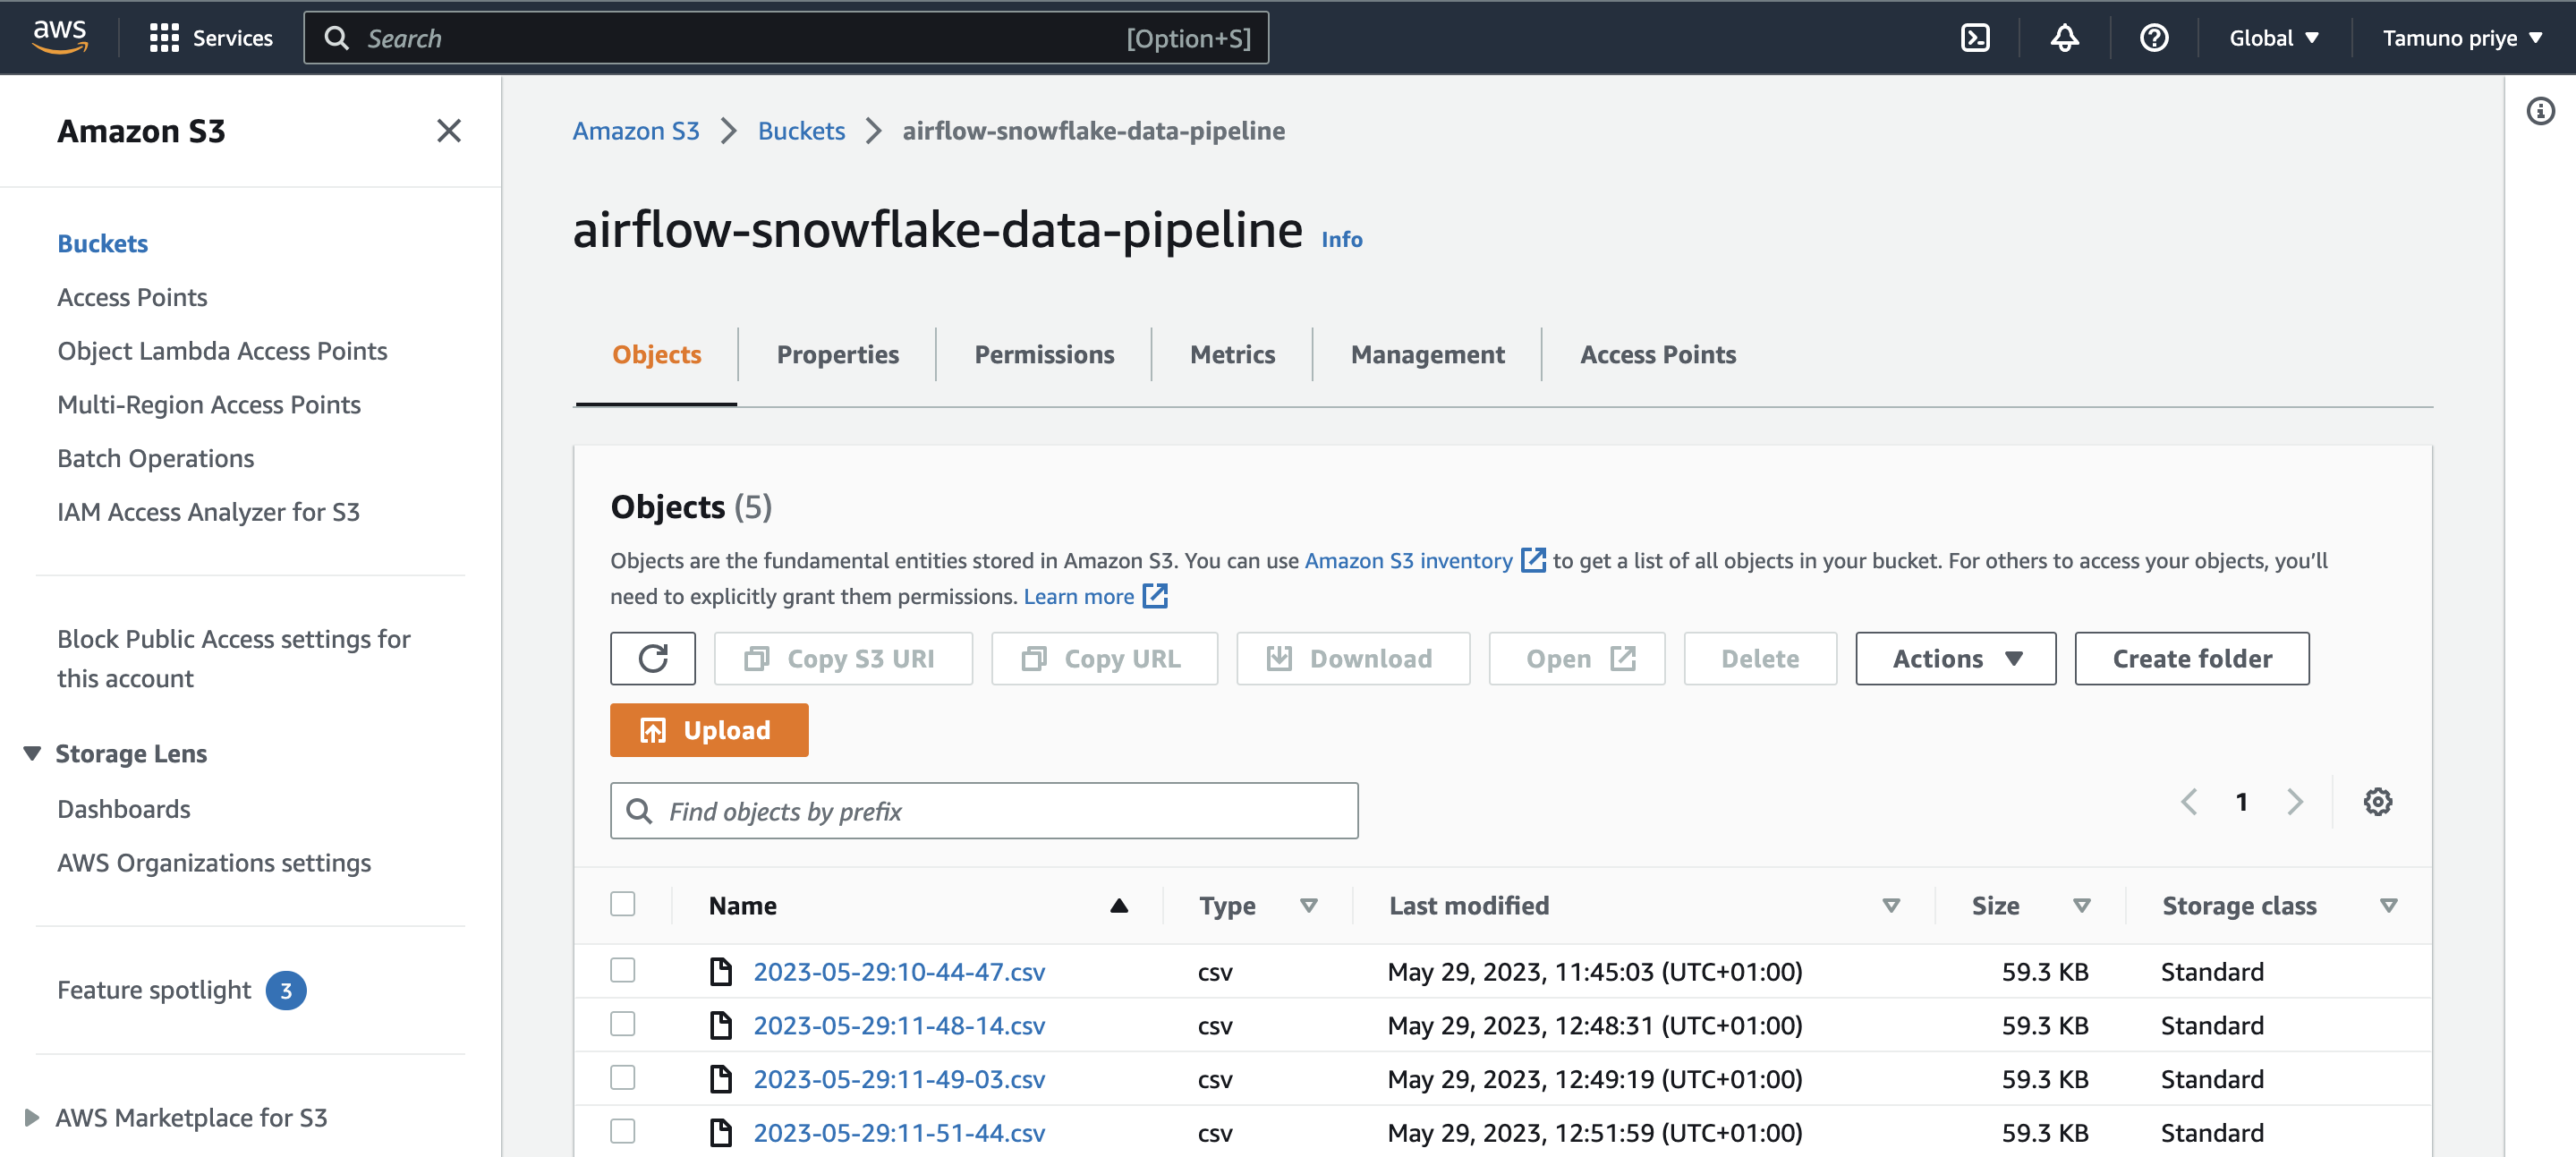 aws Services Search [Option+S] Global Tamuno priye
Amazon S3
Buckets
Access Points
Object Lambda Access Points
Multi-Region Access Points
Batch Operations
IAM Access Analyzer for S3
Block Public Access settings for
this account
Storage Lens
Dashboards
AWS Organizations settings
Feature spotlight 3
AWS Marketplace for S3
Amazon S3 Buckets airflow-snowflake-data-pipeline
airflow-snowflake-data-pipeline Info
Objects Properties Permissions Metrics Management Access Points
Objects (5)
Objects are the fundamental entities stored in Amazon S3. You can use Amazon S3 inventory to get a list of all objects in your bucket. For others to access your objects, you’ll
need to explicitly grant them permissions. Learn more
Copy S3 URI Copy URL Download Open Delete Actions Create folder
Upload
Find objects by prefix 1
Name Type Last modified Size Storage class
2023-05-29:10-44-47.csv csv May 29, 2023, 11:45:03 (UTC+01:00) 59.3 KB Standard
2023-05-29:11-48-14.csv csv May 29, 2023, 12:48:31 (UTC+01:00) 59.3 KB Standard
2023-05-29:11-49-03.csv csv May 29, 2023, 12:49:19 (UTC+01:00) 59.3 KB Standard
2023-05-29:11-51-44.csv csv May 29, 2023, 12:51:59 (UTC+01:00) 59.3 KB Standard